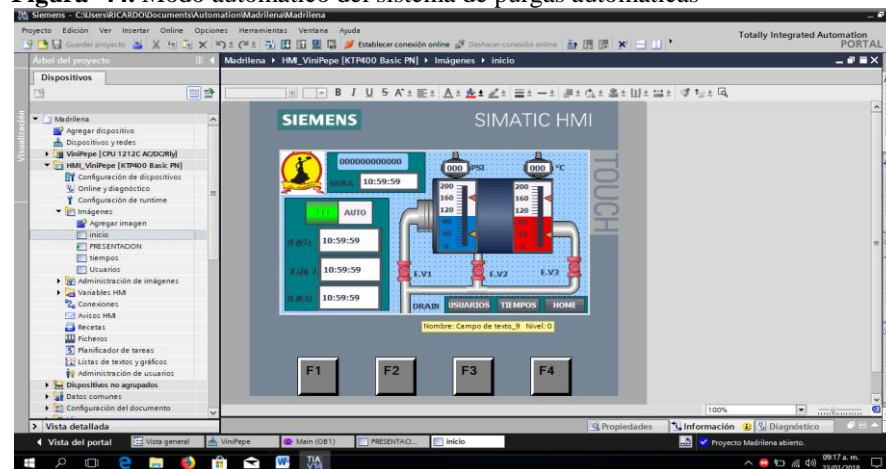 Figura 44. Modo automático del sistema de purgas automáticas
Siemens - C:\Users\RICARDO\Documents\Automation\Madrilena\Madrilena
Proyecto Edición Ver Insertar Online Opciones Herramientas Ventana Ayuda
Guardar proyecto Establecer conexión online Deshacer conexión online
Totally Integrated Automation
PORTAL
Árbol del proyecto
Madrilena HMI_ViniPepe [KTP400 Basic PN] Imágenes inicio
Dispositivos
Visualización
Madrilena
Agregar dispositivo
Dispositivos y redes
ViniPepe [CPU 1212C AC/DC/Rly]
HMI_ViniPepe [KTP400 Basic PN]
Configuración de dispositivos
Online y diagnóstico
Configuración de runtime
Imágenes
Agregar imagen
inicio
PRESENTACION
tiempos
Usuarios
Administración de imágenes
Variables HMI
Conexiones
Avisos HMI
Recetas
Ficheros
Planificador de tareas
Listas de textos y gráficos
Administración de usuarios
Dispositivos no agrupados
Datos comunes
Configuración del documento
SIEMENS
SIMATIC HMI
TOUCH
000000000000
HORA 10:59:59
000 PSI
000 °C
AUTO
10:59:59
10:59:59
10:59:59
200
160
120
200
160
120
E.V1
E.V2
E.V3
DRAIN USUARIOS TIEMPOS HOME
Nombre: Campo de texto_9 Nivel: 0
F1 F2 F3 F4
100%
Vista detallada
Propiedades Información Diagnóstico
Vista del portal Vista general ViniPepe Main (OB1) PRESENTACI... inicio
Proyecto Madrilena abierto.
TIA V14
09:17 a. m.
23/01/2018